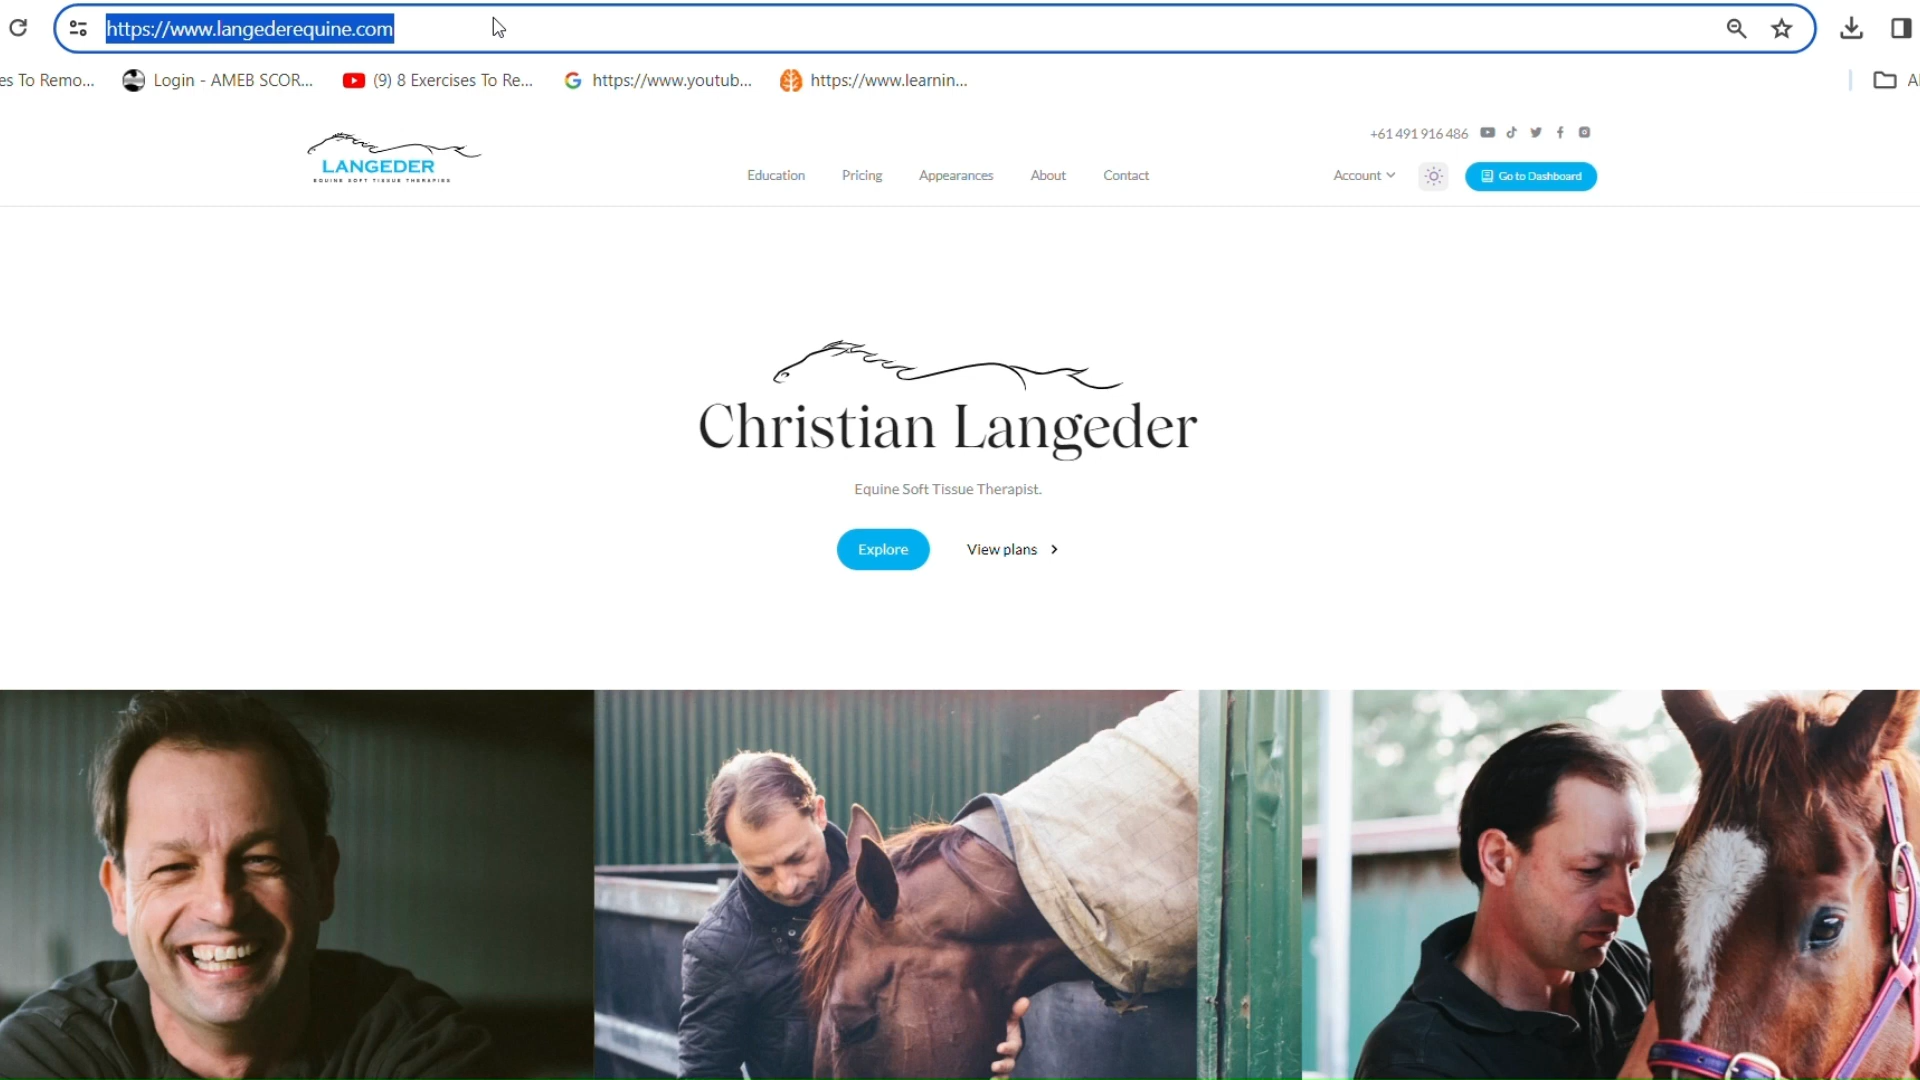 https://www.langederequine.com
es To Remo...
Login - AMEB SCOR...
(9) 8 Exercises To Re...
https://www.youtub...
https://www.learnin...
LANGEDER
EQUINE SOFT TISSUE THERAPIES
+61 491 916 486
Education
Pricing
Appearances
About
Contact
Account
Go to Dashboard
Christian Langeder
Equine Soft Tissue Therapist.
Explore
View plans